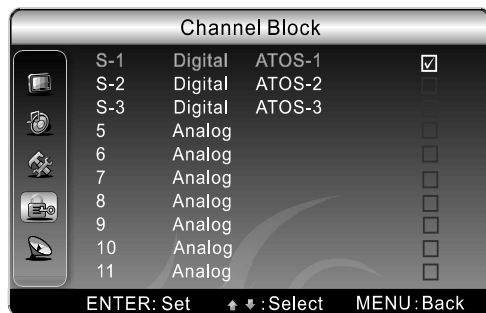 Channel Block
S-1 Digital ATOS-1
S-2 Digital ATOS-2
S-3 Digital ATOS-3
5 Analog
6 Analog
7 Analog
8 Analog
9 Analog
10 Analog
11 Analog
ENTER: Set :Select MENU:Back